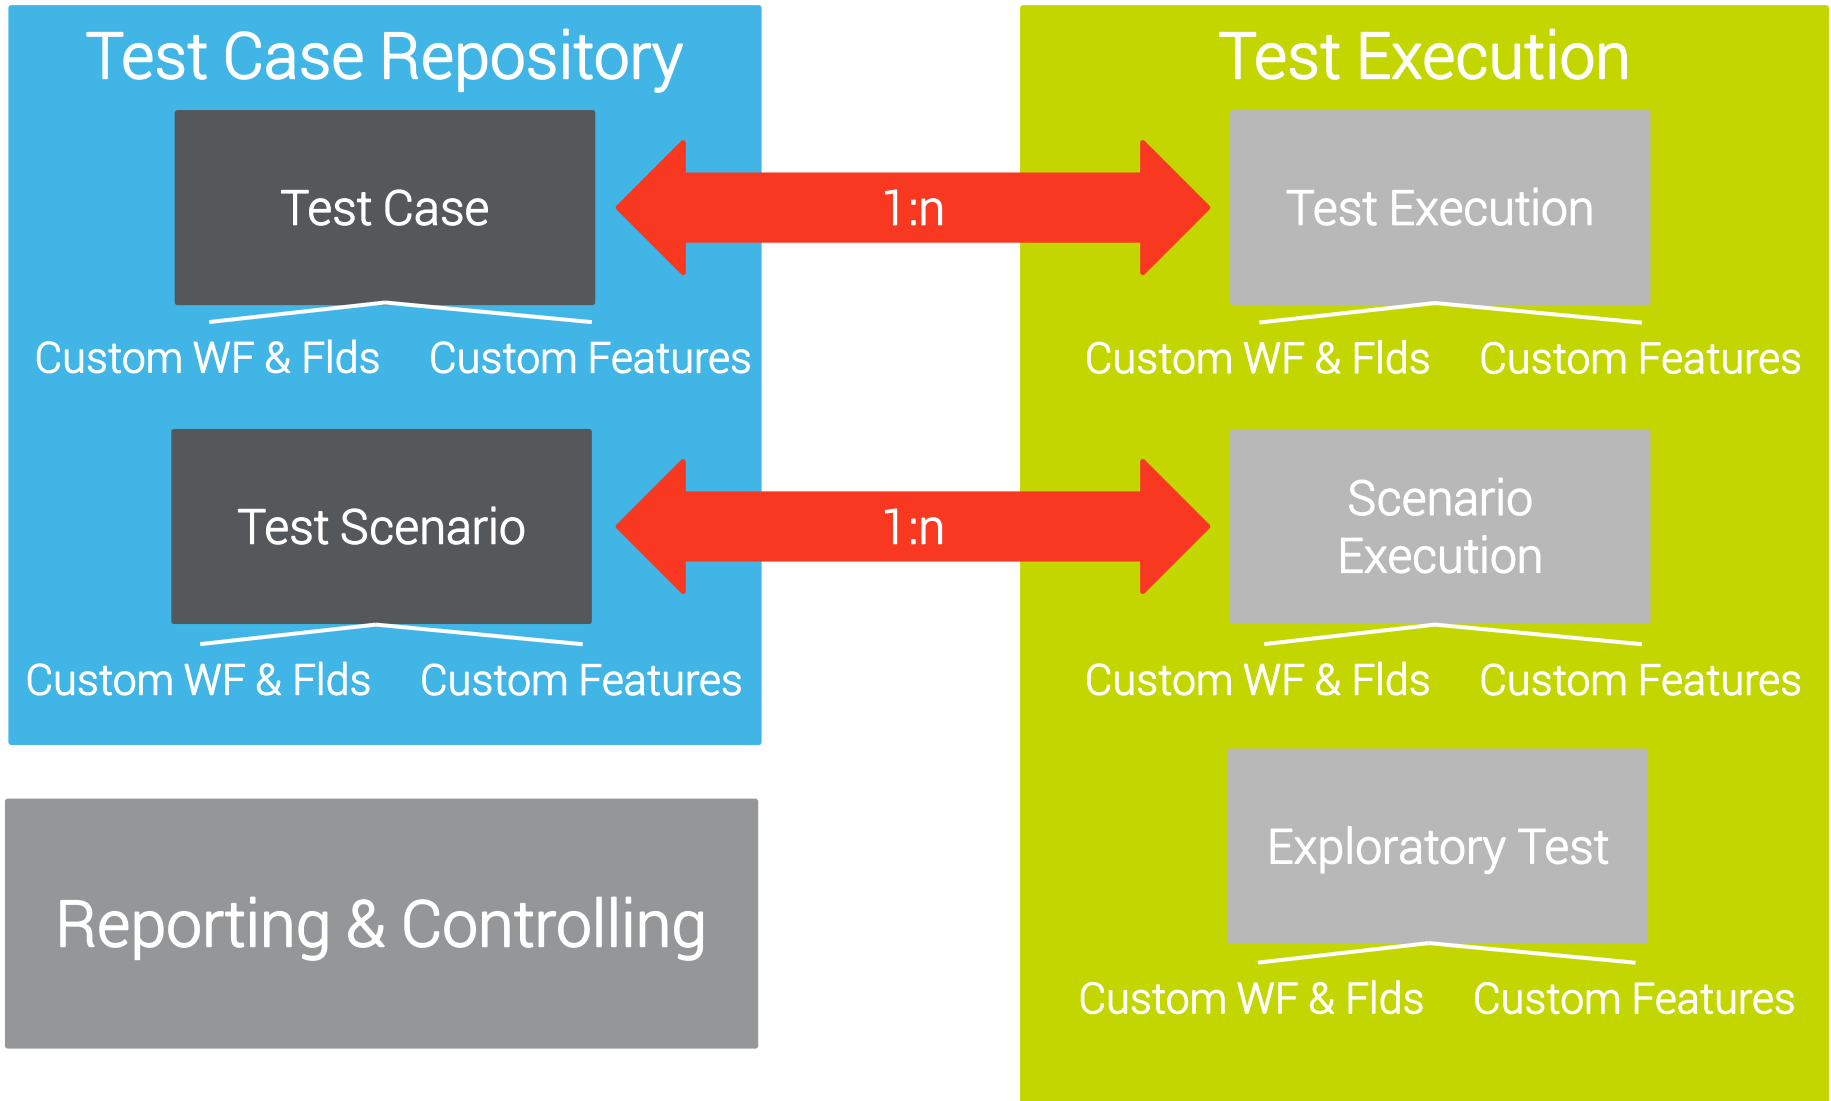 Test Case Repository
Test Case
Custom WF & Flds
Custom Features
Test Scenario
Custom WF & Flds
Custom Features
Reporting & Controlling
1:n
1:n
Test Execution
Test Execution
Custom WF & Flds
Custom Features
Scenario
Execution
Custom WF & Flds
Custom Features
Exploratory Test
Custom WF & Flds
Custom Features